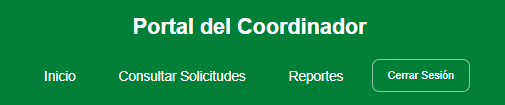 Portal del Coordinador
Inicio Consultar Solicitudes Reportes Cerrar Sesión